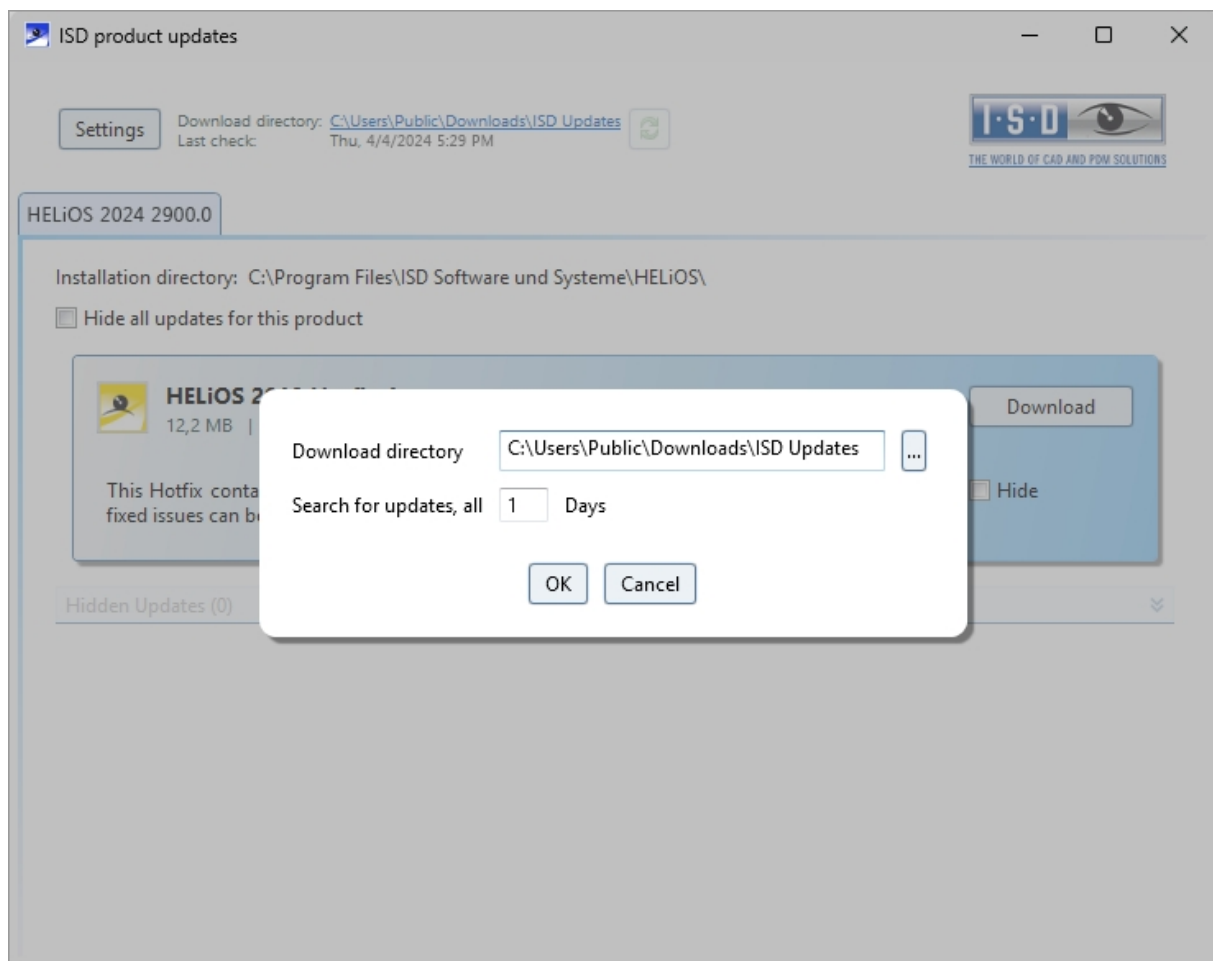 ISD product updates
Settings
Download directory: C:\Users\Public\Downloads\ISD Updates
Last check: Thu, 4/4/2024 5:29 PM
I·S·D
THE WORLD OF CAD AND PDM SOLUTIONS
HELiOS 2024 2900.0
Installation directory: C:\Program Files\ISD Software und Systeme\HELiOS\
Hide all updates for this product
HELiOS
12,2 MB |
Download
Download directory C:\Users\Public\Downloads\ISD Updates ...
This Hotfix
Hide
Search for updates, all 1 Days
fixed issues can
OK Cancel
Hidden Updates (0)